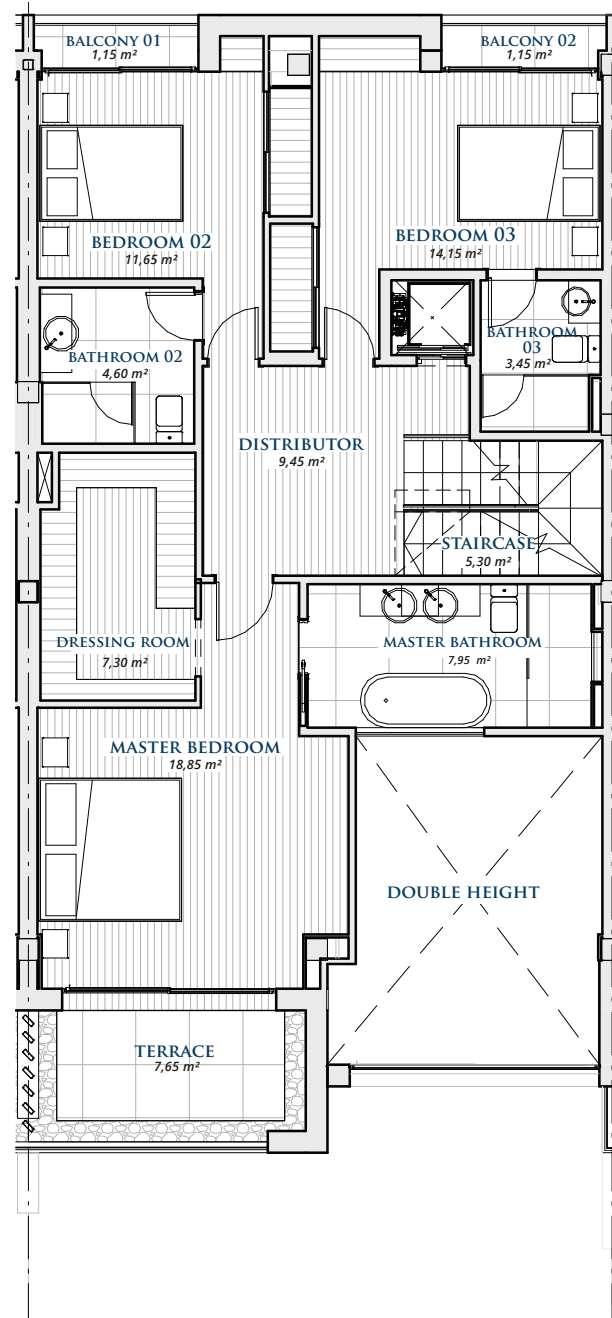 BALCONY 01
1,15 m²
BALCONY 02
1,15 m²
BEDROOM 02
11,65 m²
BEDROOM 03
14,15 m²
BATHROOM 02
4,60 m²
BATHROOM
03
3,45 m²
DISTRIBUTOR
9,45 m²
STAIRCASE
5,30 m²
DRESSING ROOM
7,30 m²
MASTER BATHROOM
7,95 m²
MASTER BEDROOM
18,85 m²
DOUBLE HEIGHT
TERRACE
7,65 m²